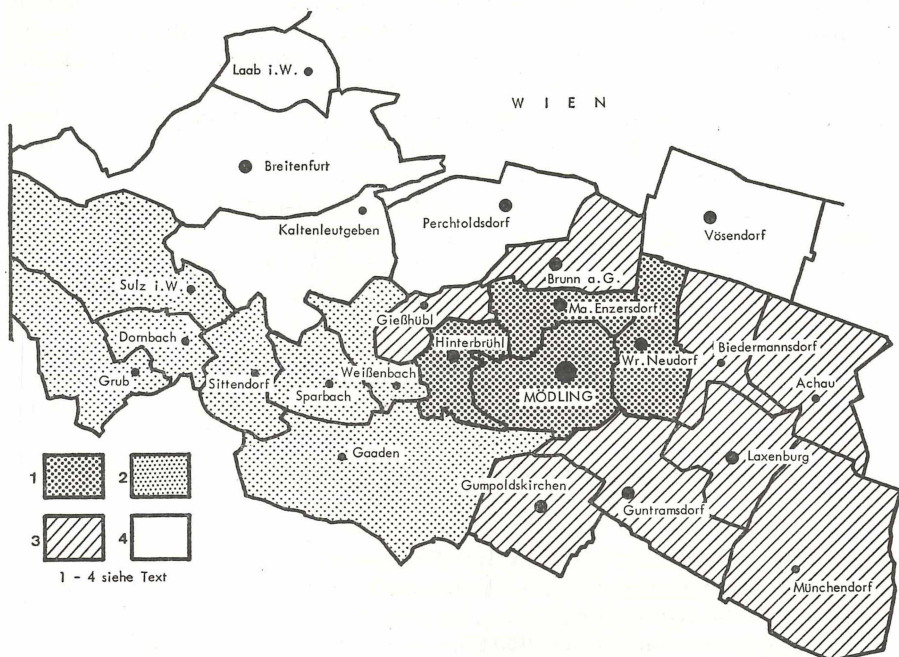 Laab i.W.
W I E N
Breitenfurt
Kaltenleutgeben
Perchtoldsdorf
Vösendorf
Brunn a. G.
Sulz i.W.
Gießhübl
Ma. Enzersdorf
Dornbach
Hinterbrühl
Wr. Neudorf
Biedermannsdorf
Grub
Sittendorf
Sparbach
Weißenbach
MÖDLING
Achau
Gaaden
Laxenburg
Gumpoldskirchen
Guntramsdorf
Münchendorf
1 2
3 4
1 - 4 siehe Text